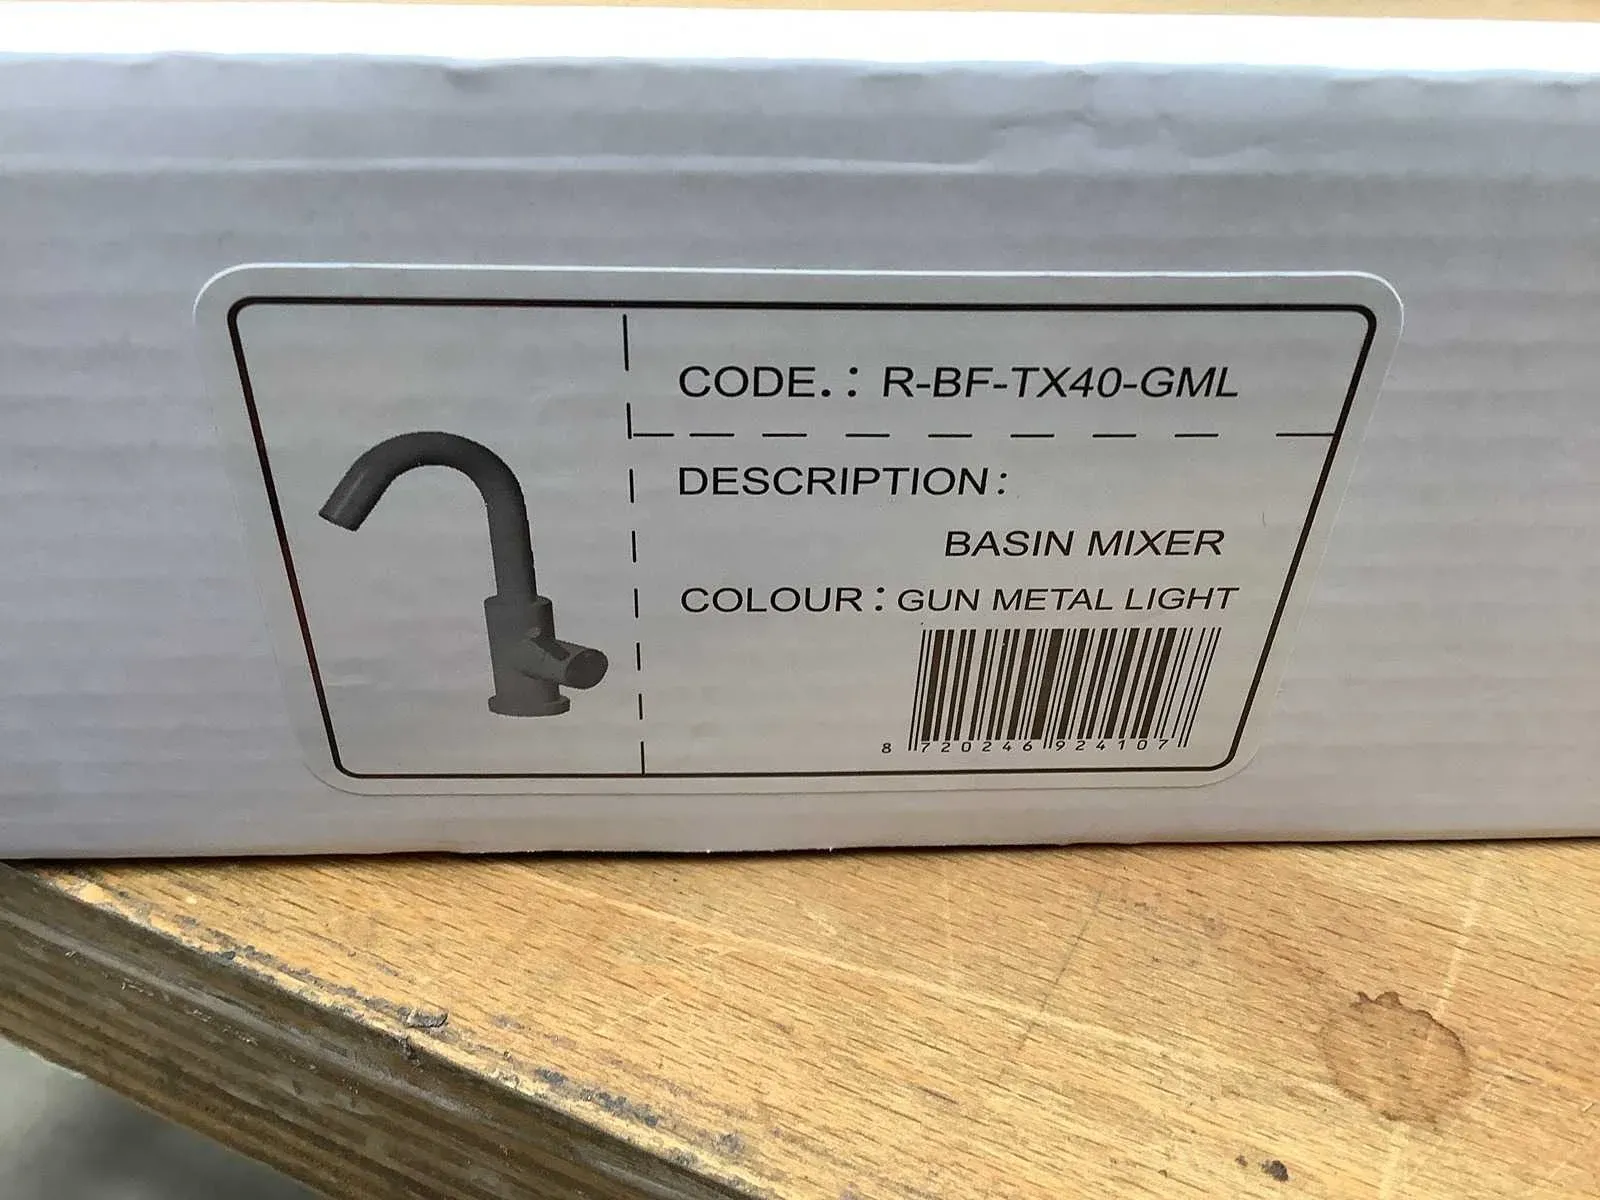 CODE.: R-BF-TX40-GML
DESCRIPTION:
BASIN MIXER
COLOUR: GUN METAL LIGHT
8 720246 924107